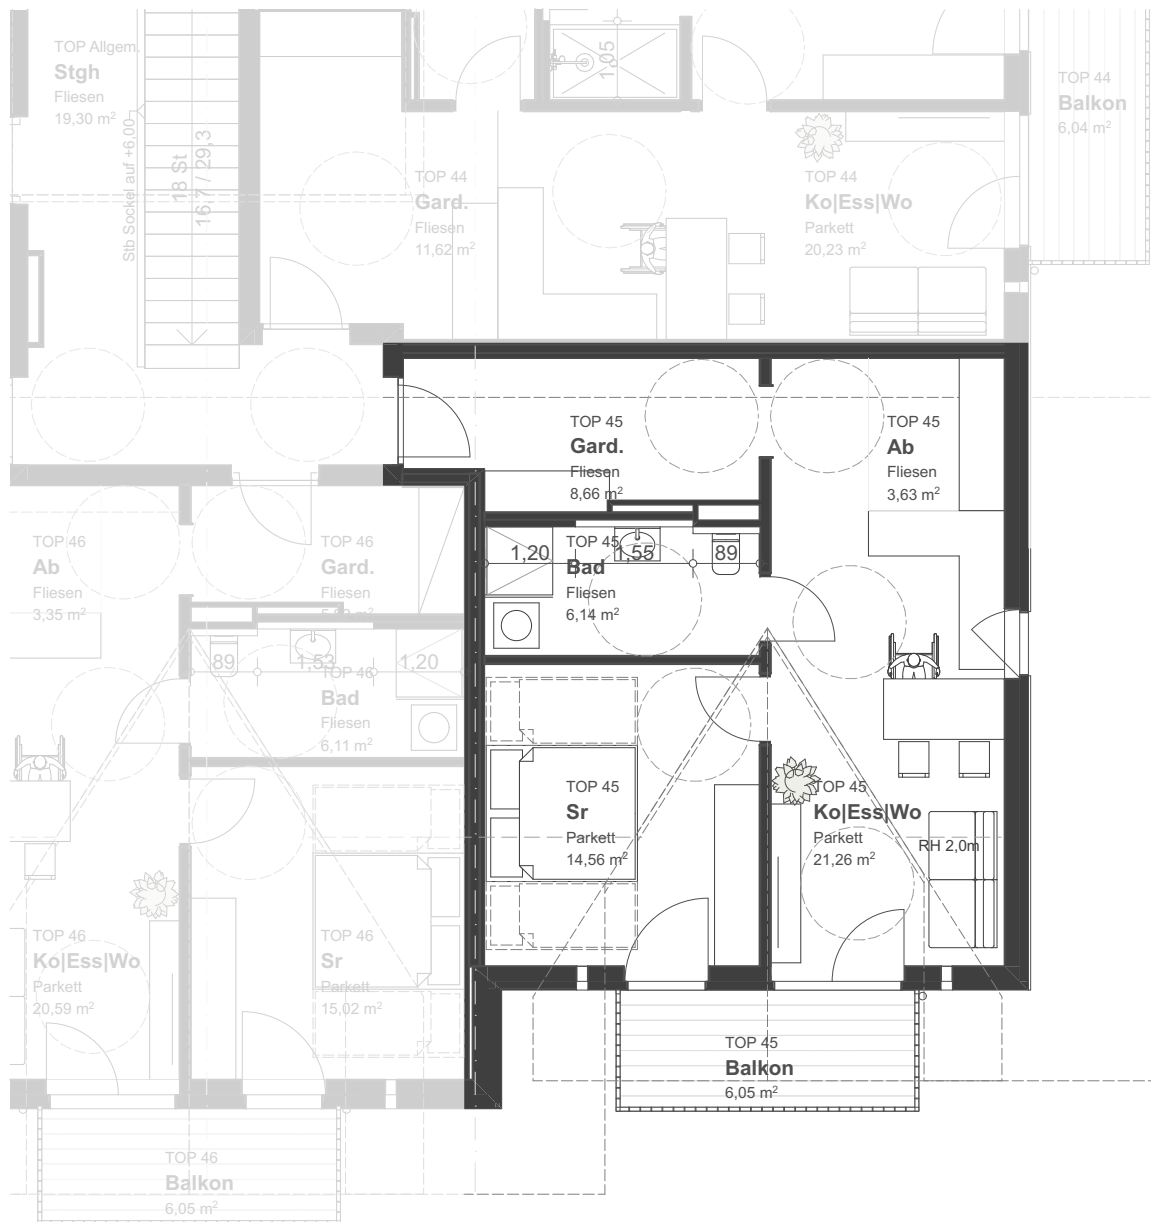 TOP Allgem.
Stgh
Fliesen
19,30 m²
Stb Sockel auf +6,00
18 St
16,7 / 29,3
1,05
TOP 44
Balkon
6,04 m²
TOP 44
Gard.
Fliesen
11,62 m²
TOP 44
Ko|Ess|Wo
Parkett
20,23 m²
TOP 45
Gard.
Fliesen
8,66 m²
TOP 45
Ab
Fliesen
3,63 m²
TOP 45
Bad
Fliesen
6,14 m²
1,20
1,55
89
TOP 46
Ab
Fliesen
3,35 m²
TOP 46
Gard.
Fliesen
89
1,53
1,20
TOP 46
Bad
Fliesen
6,11 m²
TOP 45
Sr
Parkett
14,56 m²
TOP 45
Ko|Ess|Wo
Parkett
21,26 m²
RH 2,0m
TOP 46
Ko|Ess|Wo
Parkett
20,59 m²
TOP 46
Sr
Parkett
15,02 m²
TOP 45
Balkon
6,05 m²
TOP 46
Balkon
6,05 m²